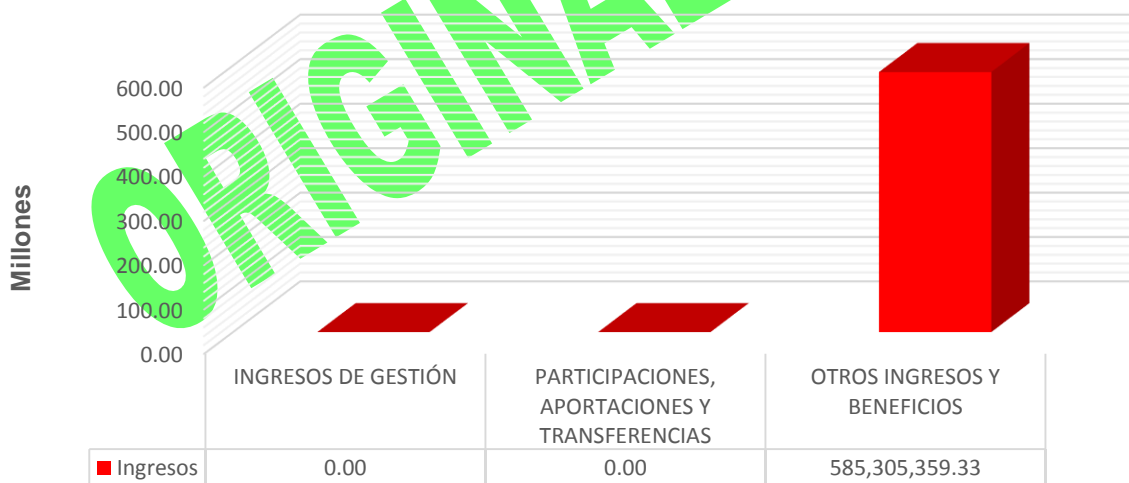 ORIGINAL
Millones
600.00
500.00
400.00
300.00
200.00
100.00
0.00
INGRESOS DE GESTIÓN
PARTICIPACIONES,
APORTACIONES Y
TRANSFERENCIAS
OTROS INGRESOS Y
BENEFICIOS
Ingresos 0.00 0.00 585,305,359.33